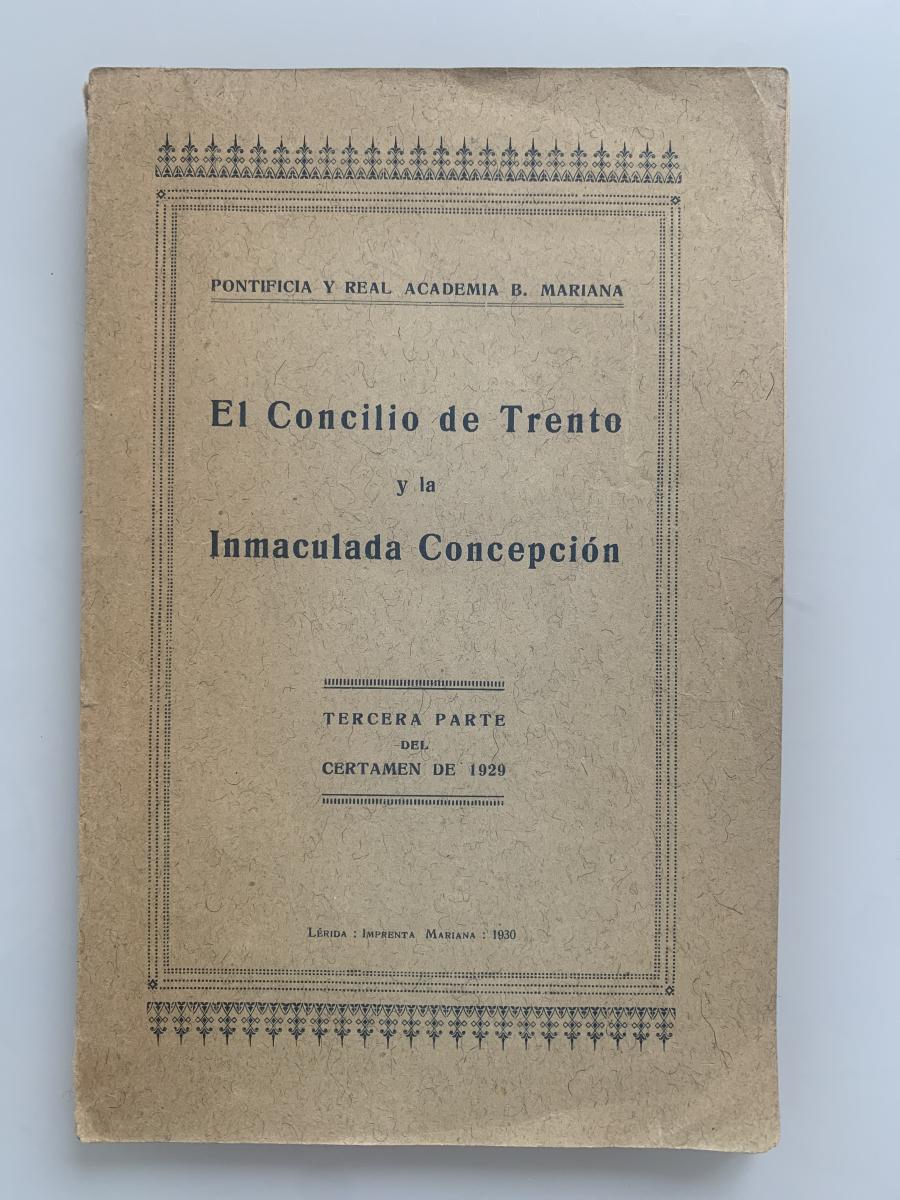 PONTIFICIA Y REAL ACADEMIA B. MARIANA
El Concilio de Trento
y la
Inmaculada Concepción
TERCERA PARTE
DEL
CERTAMEN DE 1929
LÉRIDA : IMPRENTA MARIANA : 1930